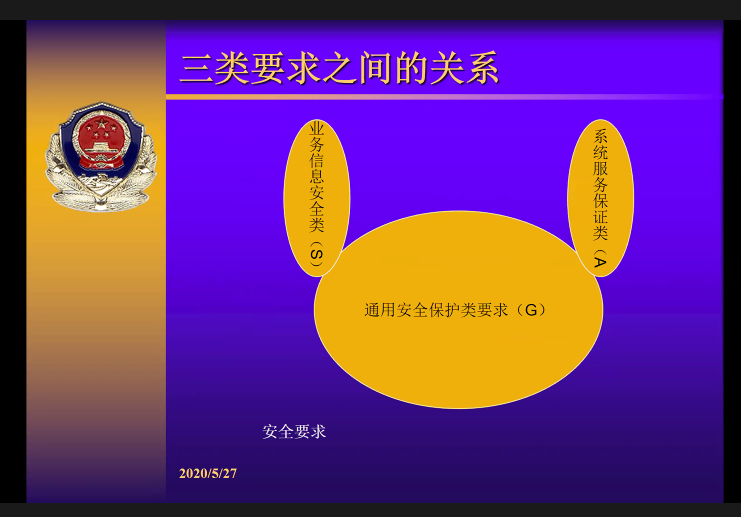 三类要求之间的关系
业务信息安全类（S）
系统服务保证类（A
通用安全保护类要求（G）
安全要求
2020/5/27